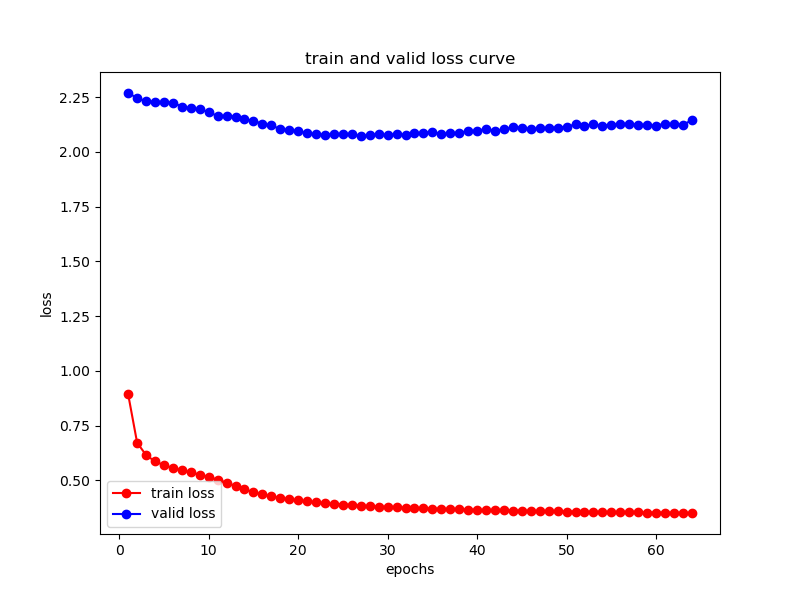 train and valid loss curve
loss
2.25
2.00
1.75
1.50
1.25
1.00
0.75
0.50
train loss
valid loss
0 10 20 30 40 50 60
epochs